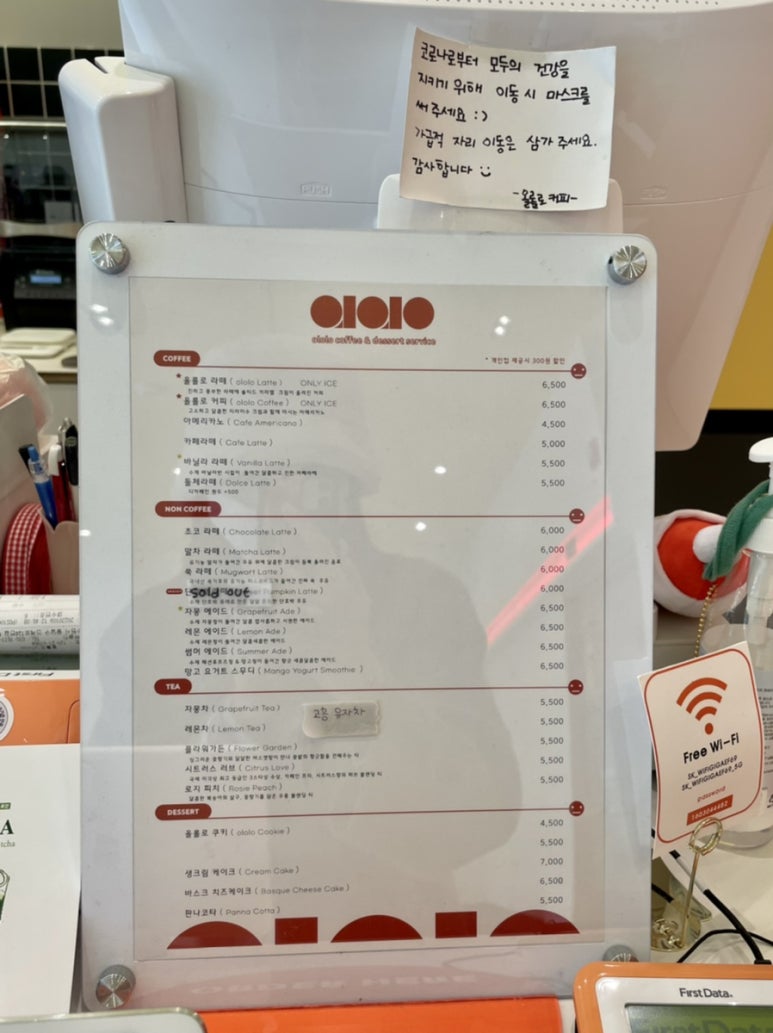 코로나로부터 모두의 건강을
지키기 위해 이동 시 마스크를
써주세요 :)
가급적 자리 이동은 삼가 주세요.
감사합니다
-올롤로커피-
PUSH
ololo
ololo coffee & dessert service
COFFEE
* 개인컵 제공시 300원 할인
*올롤로 라떼 ( ololo Latte ) ONLY ICE 6,500
*올롤로 커피 ( ololo Coffee ) ONLY ICE 6,500
아메리카노 ( Cafe Americano ) 4,500
카페라떼 ( Cafe Latte ) 5,000
*바닐라 라떼 ( Vanilla Latte ) 5,500
돌체라떼 ( Dolce Latte ) 5,500
디카페인 원두 +500
NON COFFEE
초코 라떼 ( Chocolate Latte ) 6,000
말차 라떼 ( Matcha Latte ) 6,000
쑥 라떼 ( Mugwort Latte ) 6,000
Sold out Pumpkin Latte ) 6,000
*자몽 에이드 ( Grapefruit Ade ) 6,500
레몬 에이드 ( Lemon Ade ) 6,500
썸머 에이드 ( Summer Ade ) 6,500
망고 요거트 스무디 ( Mango Yogurt Smoothie ) 6,500
TEA
자몽차 ( Grapefruit Tea ) 5,500
고흥 유자차
레몬차 ( Lemon Tea ) 5,500
플라워가든 ( Flower Garden ) 5,500
시트러스 러브 ( Citrus Love ) 5,500
로지 피치 ( Rosie Peach ) 5,500
DESSERT
올롤로 쿠키 ( ololo Cookie ) 4,500
5,500
생크림 케이크 ( Cream Cake ) 7,000
바스크 치즈케이크 ( Basque Cheese Cake ) 6,500
판나코타 ( Panna Cotta ) 5,500
Free Wi-Fi
SK_WiFiGIGAEF69
SK_WiFiGIGAEF69_5G
password
1603044482
First Data.